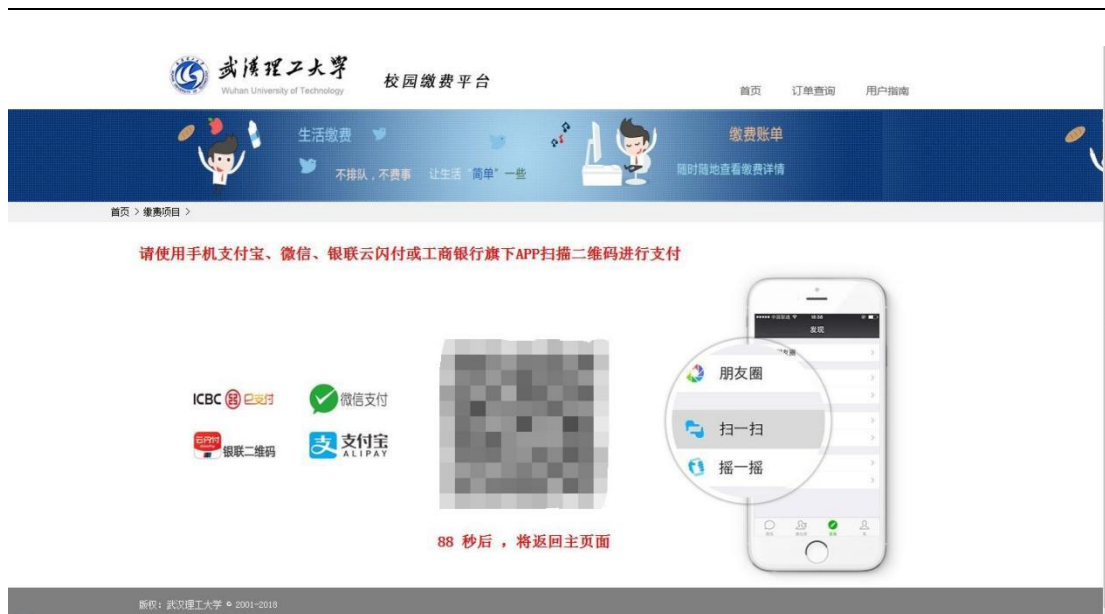 武漢理工大学
Wuhan University of Technology
校园缴费平台
首页 订单查询 用户指南
生活缴费
不排队，不费事 让生活“简单”一些
缴费账单
随时随地查看缴费详情
首页 > 缴费项目 >
请使用手机支付宝、微信、银联云闪付或工商银行旗下APP扫描二维码进行支付
发现
朋友圈
扫一扫
摇一摇
ICBC e支付
微信支付
云闪付
银联二维码
支
支付宝
ALIPAY
88 秒后 ，将返回主页面
版权：武汉理工大学 © 2001-2018